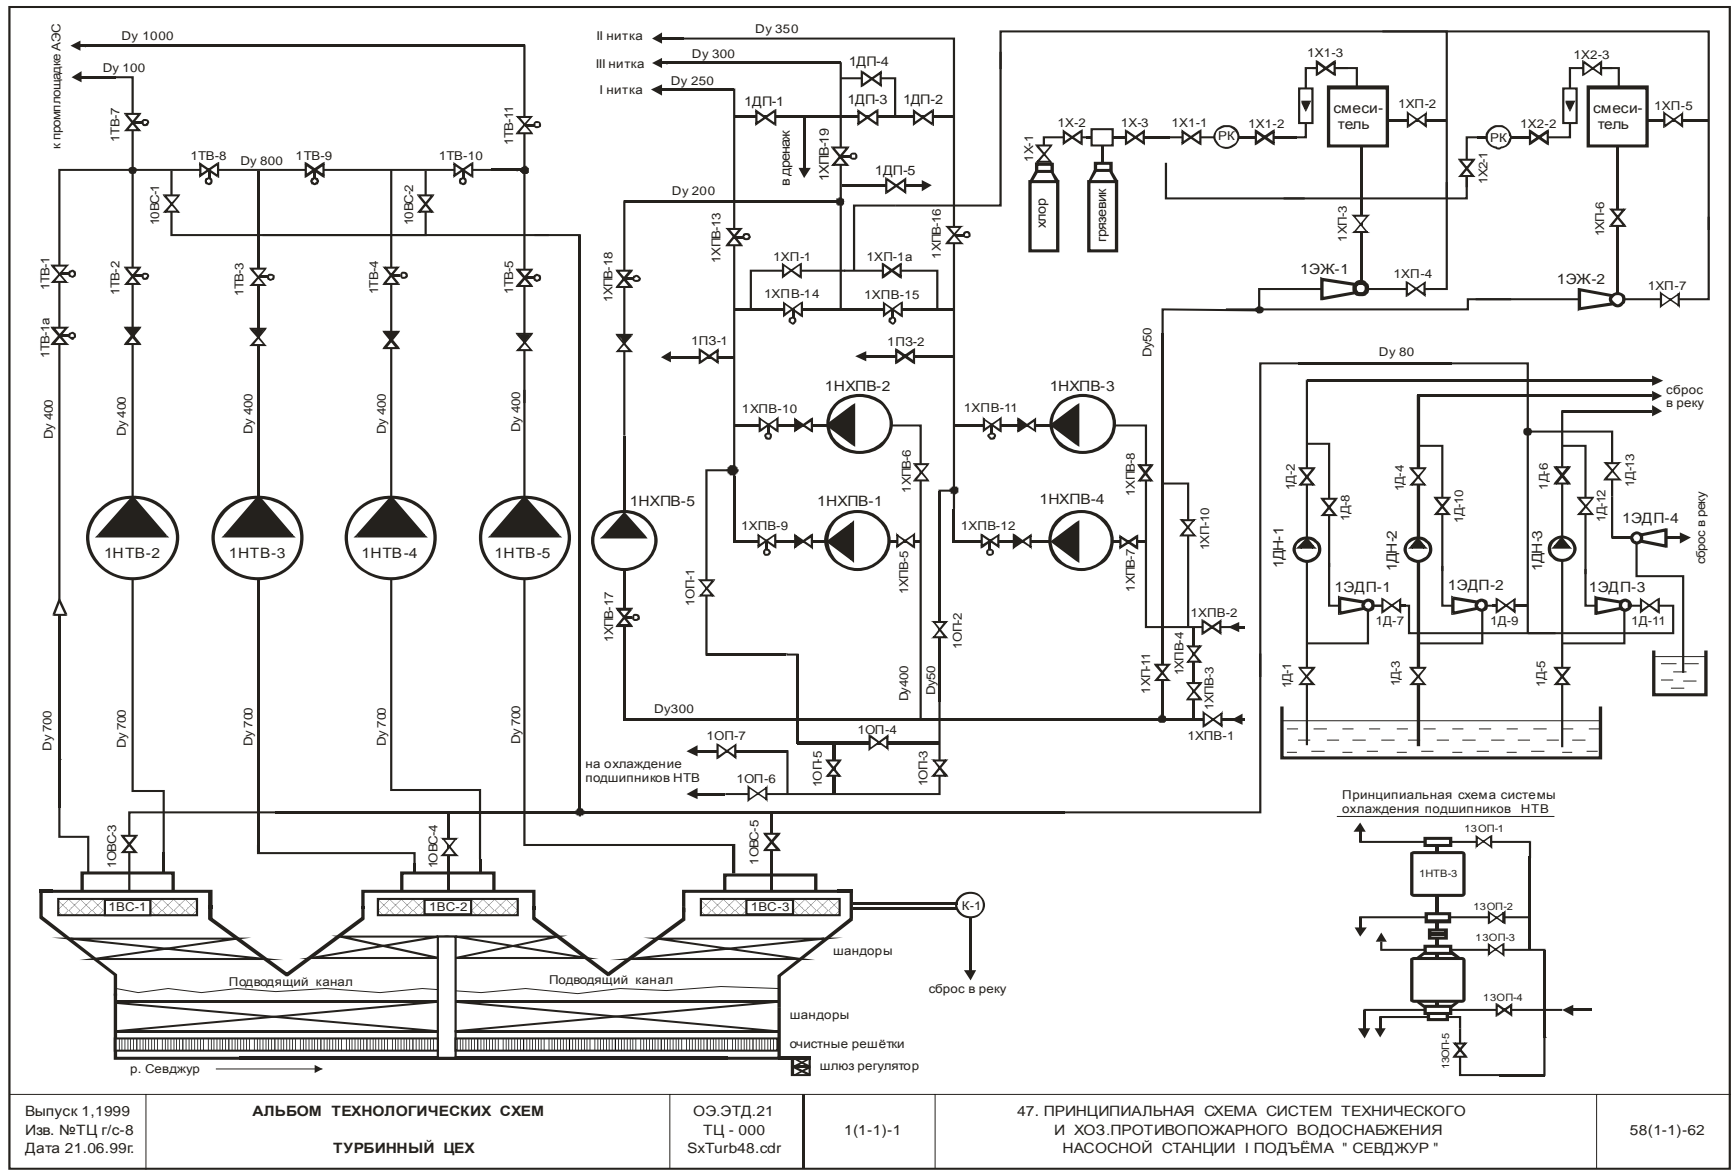 к промплощадке АЭС
Dy 1000
Dy 100
1ТВ-7
1ТВ-11
1ТВ-8
Dy 800
1ТВ-9
1ТВ-10
1ОВС-1
1ОВС-2
1ТВ-1
1ТВ-2
1ТВ-3
1ТВ-4
1ТВ-5
1ТВ-1а
Dy 400
Dy 400
Dy 400
Dy 400
Dy 400
1НТВ-2
1НТВ-3
1НТВ-4
1НТВ-5
Dy 700
Dy 700
Dy 700
Dy 700
Dy 700
II нитка
Dy 350
III нитка
Dy 300
I нитка
Dy 250
1ДП-4
1ДП-1
1ДП-3
1ДП-2
в дренаж
1ХПВ-19
1ДП-5
Dy 200
1ХПВ-13
1ХПВ-16
1ХПВ-18
1ХП-1
1ХП-1а
1ХПВ-14
1ХПВ-15
1ПЗ-1
1ПЗ-2
1НХПВ-2
1НХПВ-3
1ХПВ-10
1ХПВ-11
1ХПВ-6
1ХПВ-8
1НХПВ-5
1НХПВ-1
1НХПВ-4
1ХПВ-9
1ХПВ-12
1ХПВ-5
1ХПВ-7
1ХП-10
1ОП-1
1ХПВ-17
1ОП-2
1ХПВ-2
1ХПВ-4
1ХП-11
1ХПВ-3
1ХПВ-1
Dy400
Dy50
Dy300
1ОП-7
1ОП-4
на охлаждение
подшипников НТВ
1ОП-6
1ОП-5
1ОП-3
1Х-1
1Х-2
1Х-3
1Х1-1
РК
1Х1-2
1Х1-3
смеси-
тель
1ХП-2
хлор
грязевик
1ХП-3
1ЭЖ-1
1ХП-4
1Х2-1
РК
1Х2-2
1Х2-3
смеси-
тель
1ХП-5
1ХП-6
1ЭЖ-2
1ХП-7
Dy50
Dy 80
сброс
в реку
1Д-2
1Д-8
1Д-4
1Д-10
1Д-6
1Д-12
1Д-13
1ЭДП-4
сброс в реку
1ДН-1
1ДН-2
1ДН-3
1ЭДП-1
1ЭДП-2
1ЭДП-3
1Д-7
1Д-9
1Д-11
1Д-1
1Д-3
1Д-5
1ОВС-3
1ОВС-4
1ОВС-5
1ВС-1
1ВС-2
1ВС-3
К-1
сброс в реку
шандоры
Подводящий канал
Подводящий канал
шандоры
очистные решётки
шлюз регулятор
р. Севджур
Принципиальная схема системы
охлаждения подшипников НТВ
13ОП-1
1НТВ-3
13ОП-2
13ОП-3
13ОП-4
13ОП-5
Выпуск 1,1999
Изв. №ТЦ г/с-8
Дата 21.06.99г.
АЛЬБОМ ТЕХНОЛОГИЧЕСКИХ СХЕМ
ТУРБИННЫЙ ЦЕХ
ОЭ.ЭТД.21
ТЦ - 000
SxTurb48.cdr
1(1-1)-1
47. ПРИНЦИПИАЛЬНАЯ СХЕМА СИСТЕМ ТЕХНИЧЕСКОГО
И ХОЗ.ПРОТИВОПОЖАРНОГО ВОДОСНАБЖЕНИЯ
НАСОСНОЙ СТАНЦИИ I ПОДЪЁМА " СЕВДЖУР "
58(1-1)-62